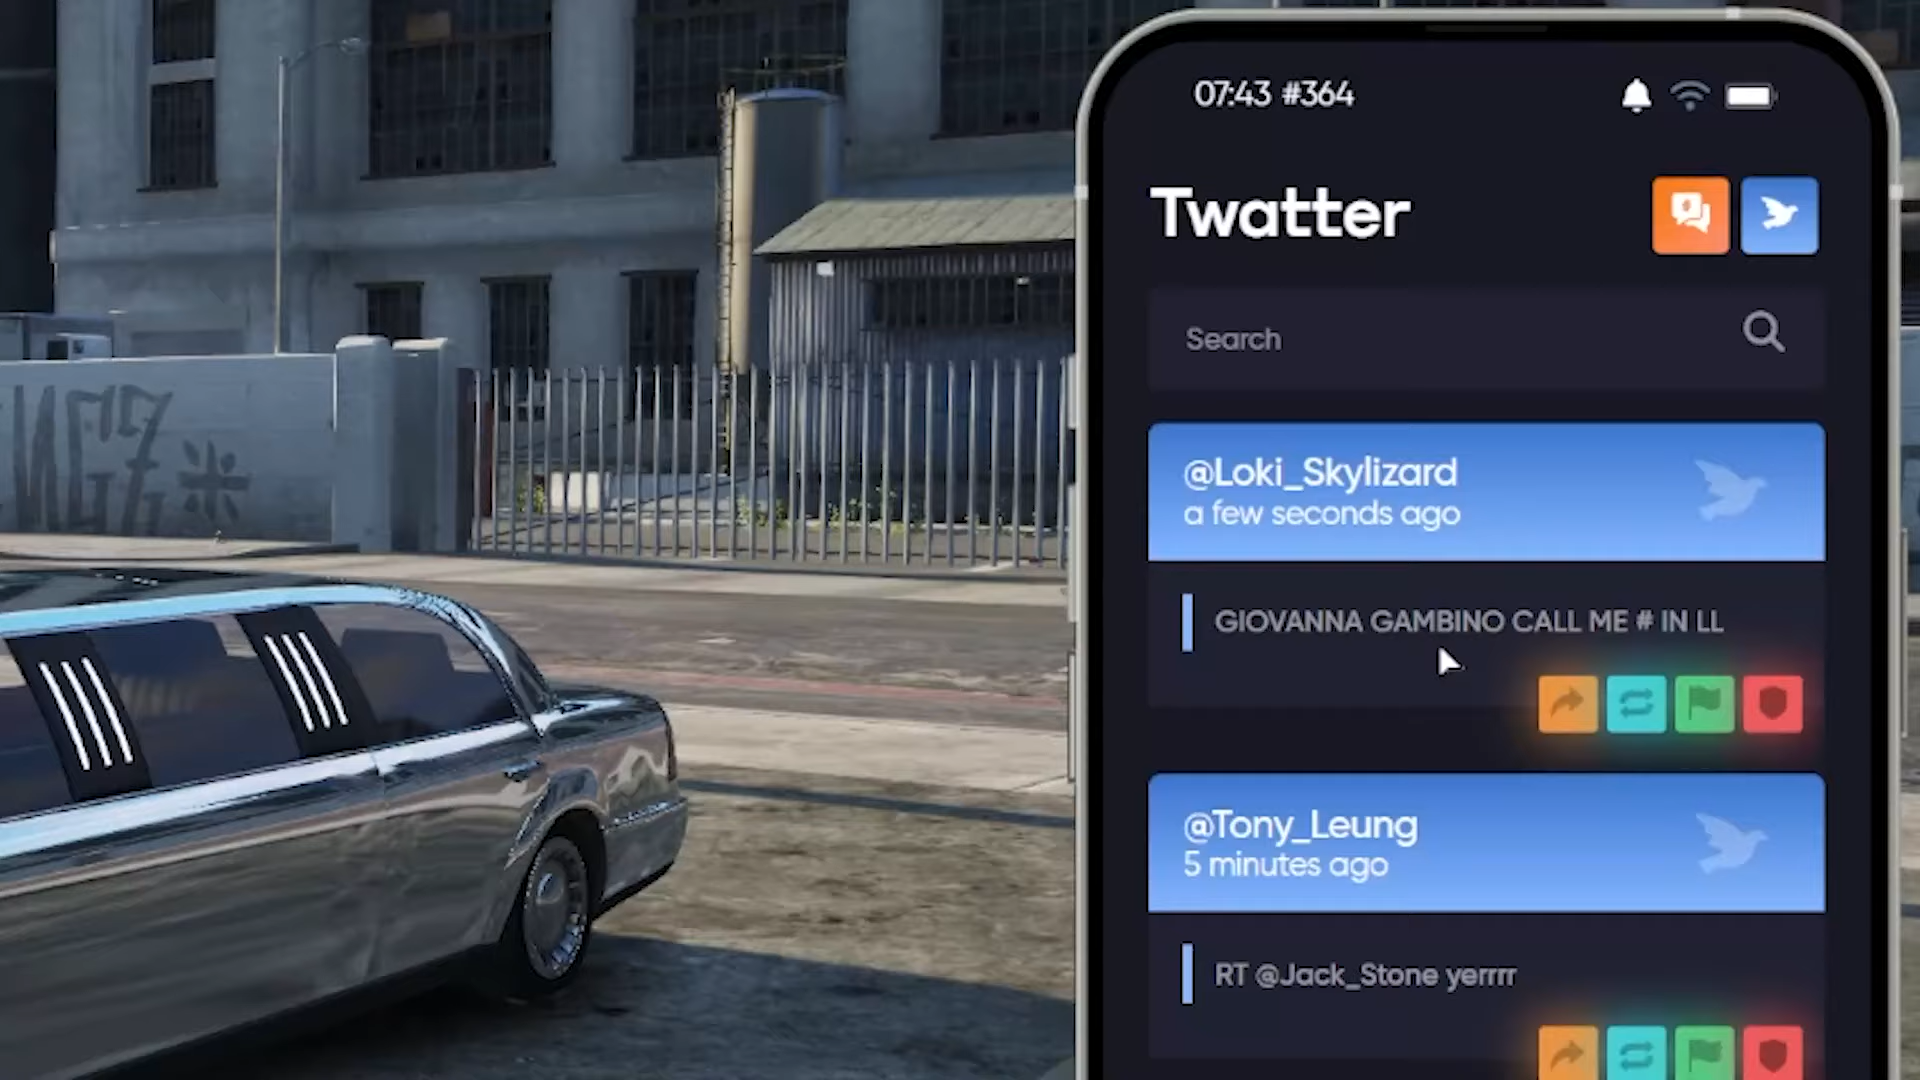 07:43 #364
Twatter
Search
@Loki_Skylizard
a few seconds ago
GIOVANNA GAMBINO CALL ME # IN LL
@Tony_Leung
5 minutes ago
RT @Jack_Stone yerrrr